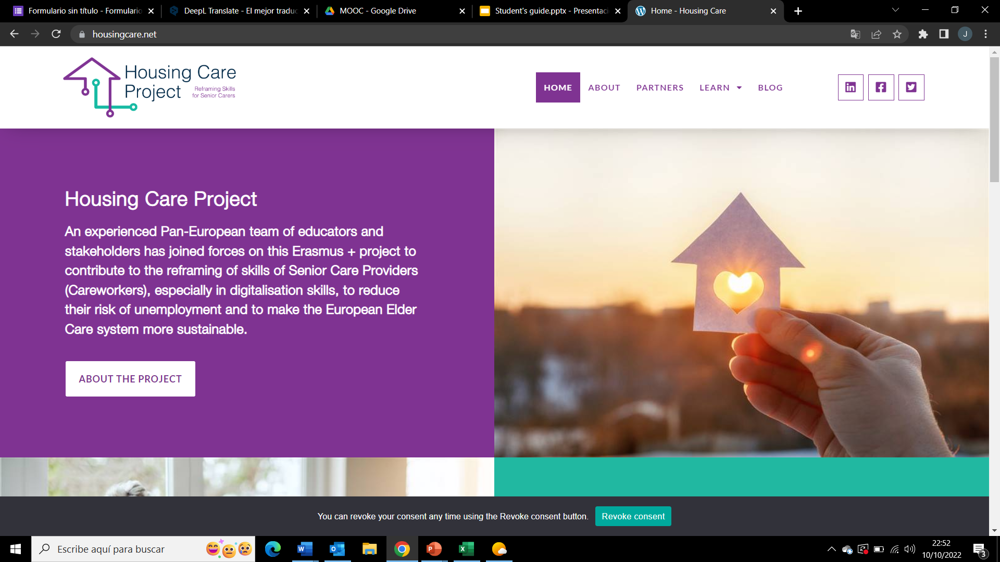 Formulario sin título - Formulario
DeepL Translate - El mejor traduc
MOOC - Google Drive
Student's guide.pptx - Presentaci
Home - Housing Care
housingcare.net
J
Housing Care
Project
Reframing Skills
for Senior Carers
HOME
ABOUT
PARTNERS
LEARN
BLOG
Housing Care Project
An experienced Pan-European team of educators and
stakeholders has joined forces on this Erasmus + project to
contribute to the reframing of skills of Senior Care Providers
(Careworkers), especially in digitalisation skills, to reduce
their risk of unemployment and to make the European Elder
Care system more sustainable.
ABOUT THE PROJECT
You can revoke your consent any time using the Revoke consent button.
Revoke consent
Escribe aquí para buscar
22:52
10/10/2022
3